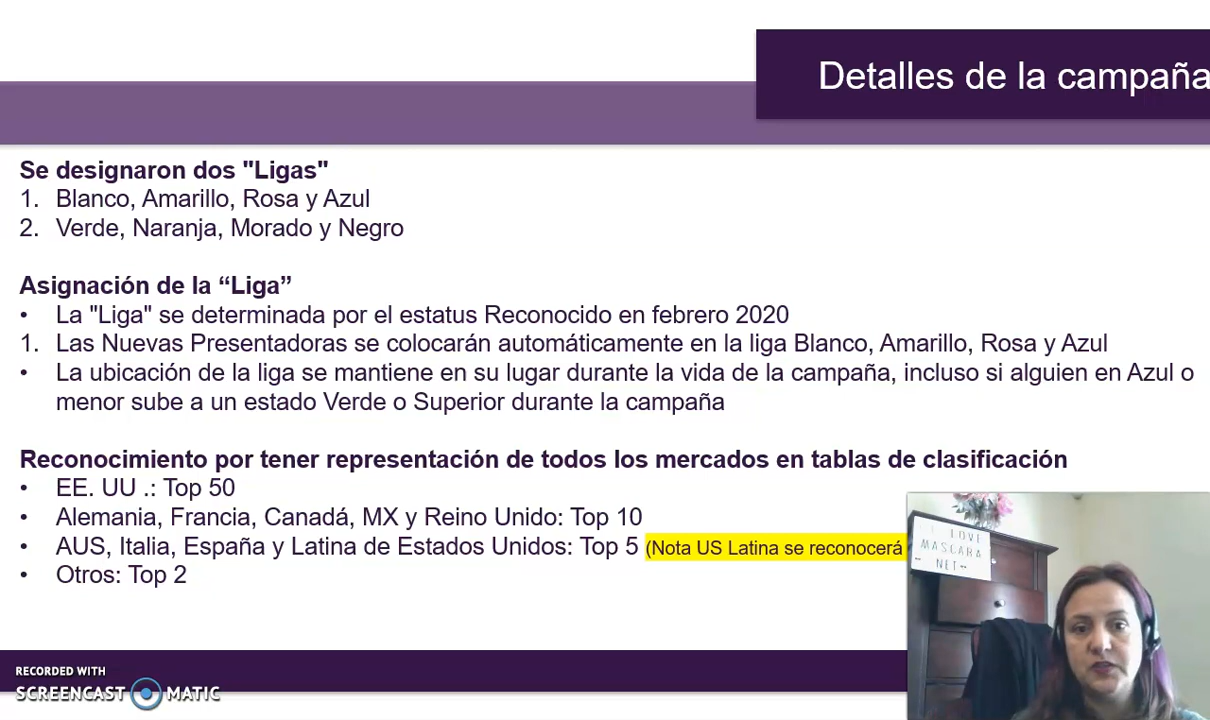 Detalles de la campaña
Se designaron dos "Ligas"
1. Blanco, Amarillo, Rosa y Azul
2. Verde, Naranja, Morado y Negro
Asignación de la “Liga”
• La "Liga" se determinada por el estatus Reconocido en febrero 2020
1. Las Nuevas Presentadoras se colocarán automáticamente en la liga Blanco, Amarillo, Rosa y Azul
• La ubicación de la liga se mantiene en su lugar durante la vida de la campaña, incluso si alguien en Azul o
menor sube a un estado Verde o Superior durante la campaña
Reconocimiento por tener representación de todos los mercados en tablas de clasificación
• EE. UU .: Top 50
• Alemania, Francia, Canadá, MX y Reino Unido: Top 10
• AUS, Italia, España y Latina de Estados Unidos: Top 5 (Nota US Latina se reconocerá
• Otros: Top 2
I LOVE
MASCARA
NET
RECORDED WITH
SCREENCAST MATIC